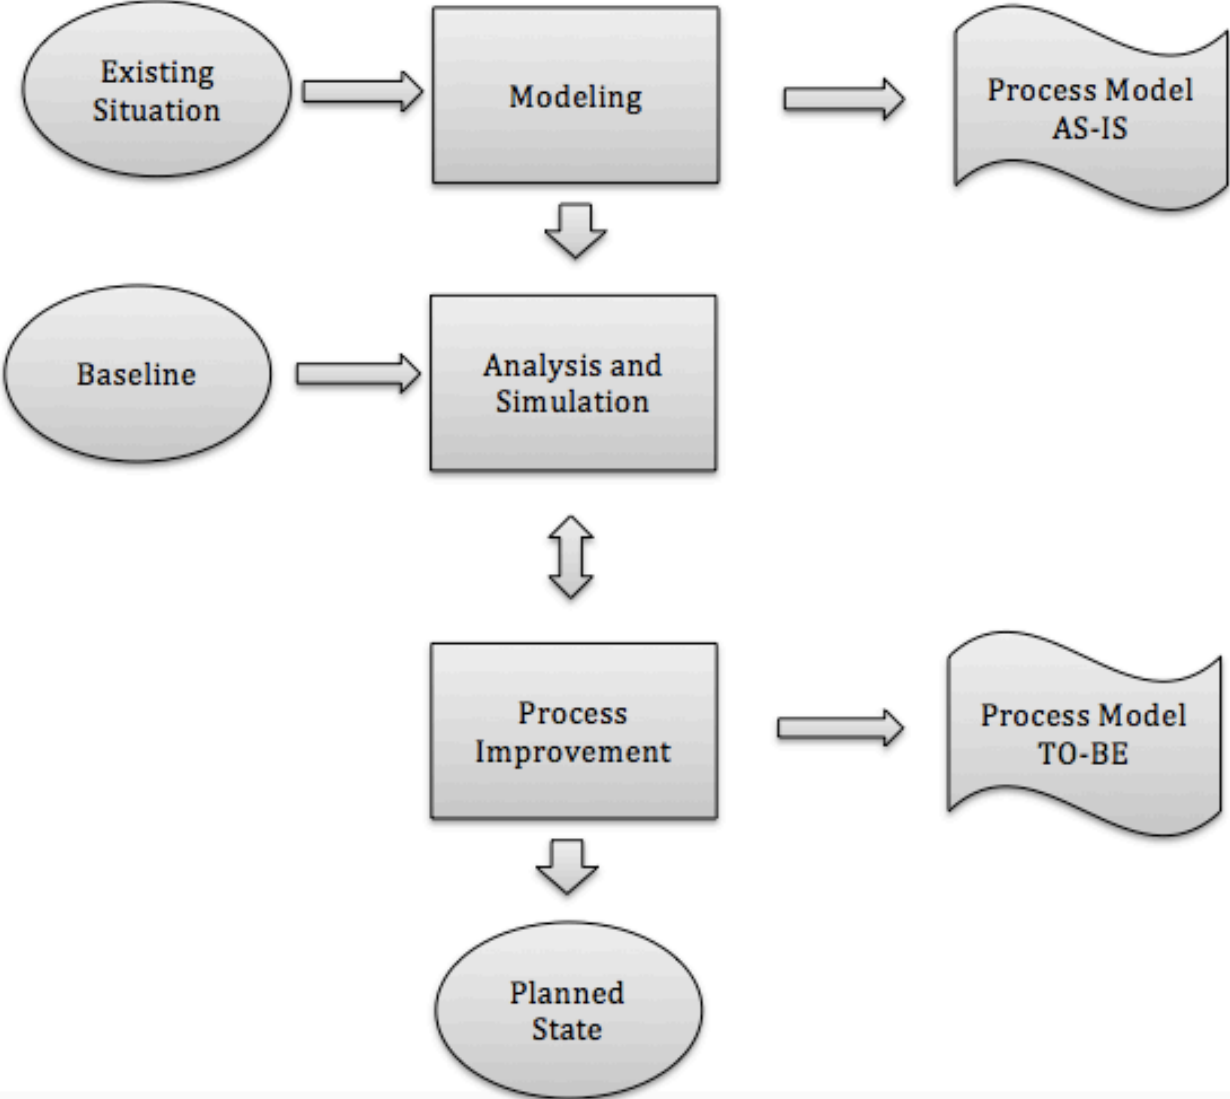 Existing
Situation
Modeling
Process Model
AS-IS
Baseline
Analysis and
Simulation
Process
Improvement
Process Model
TO-BE
Planned
State